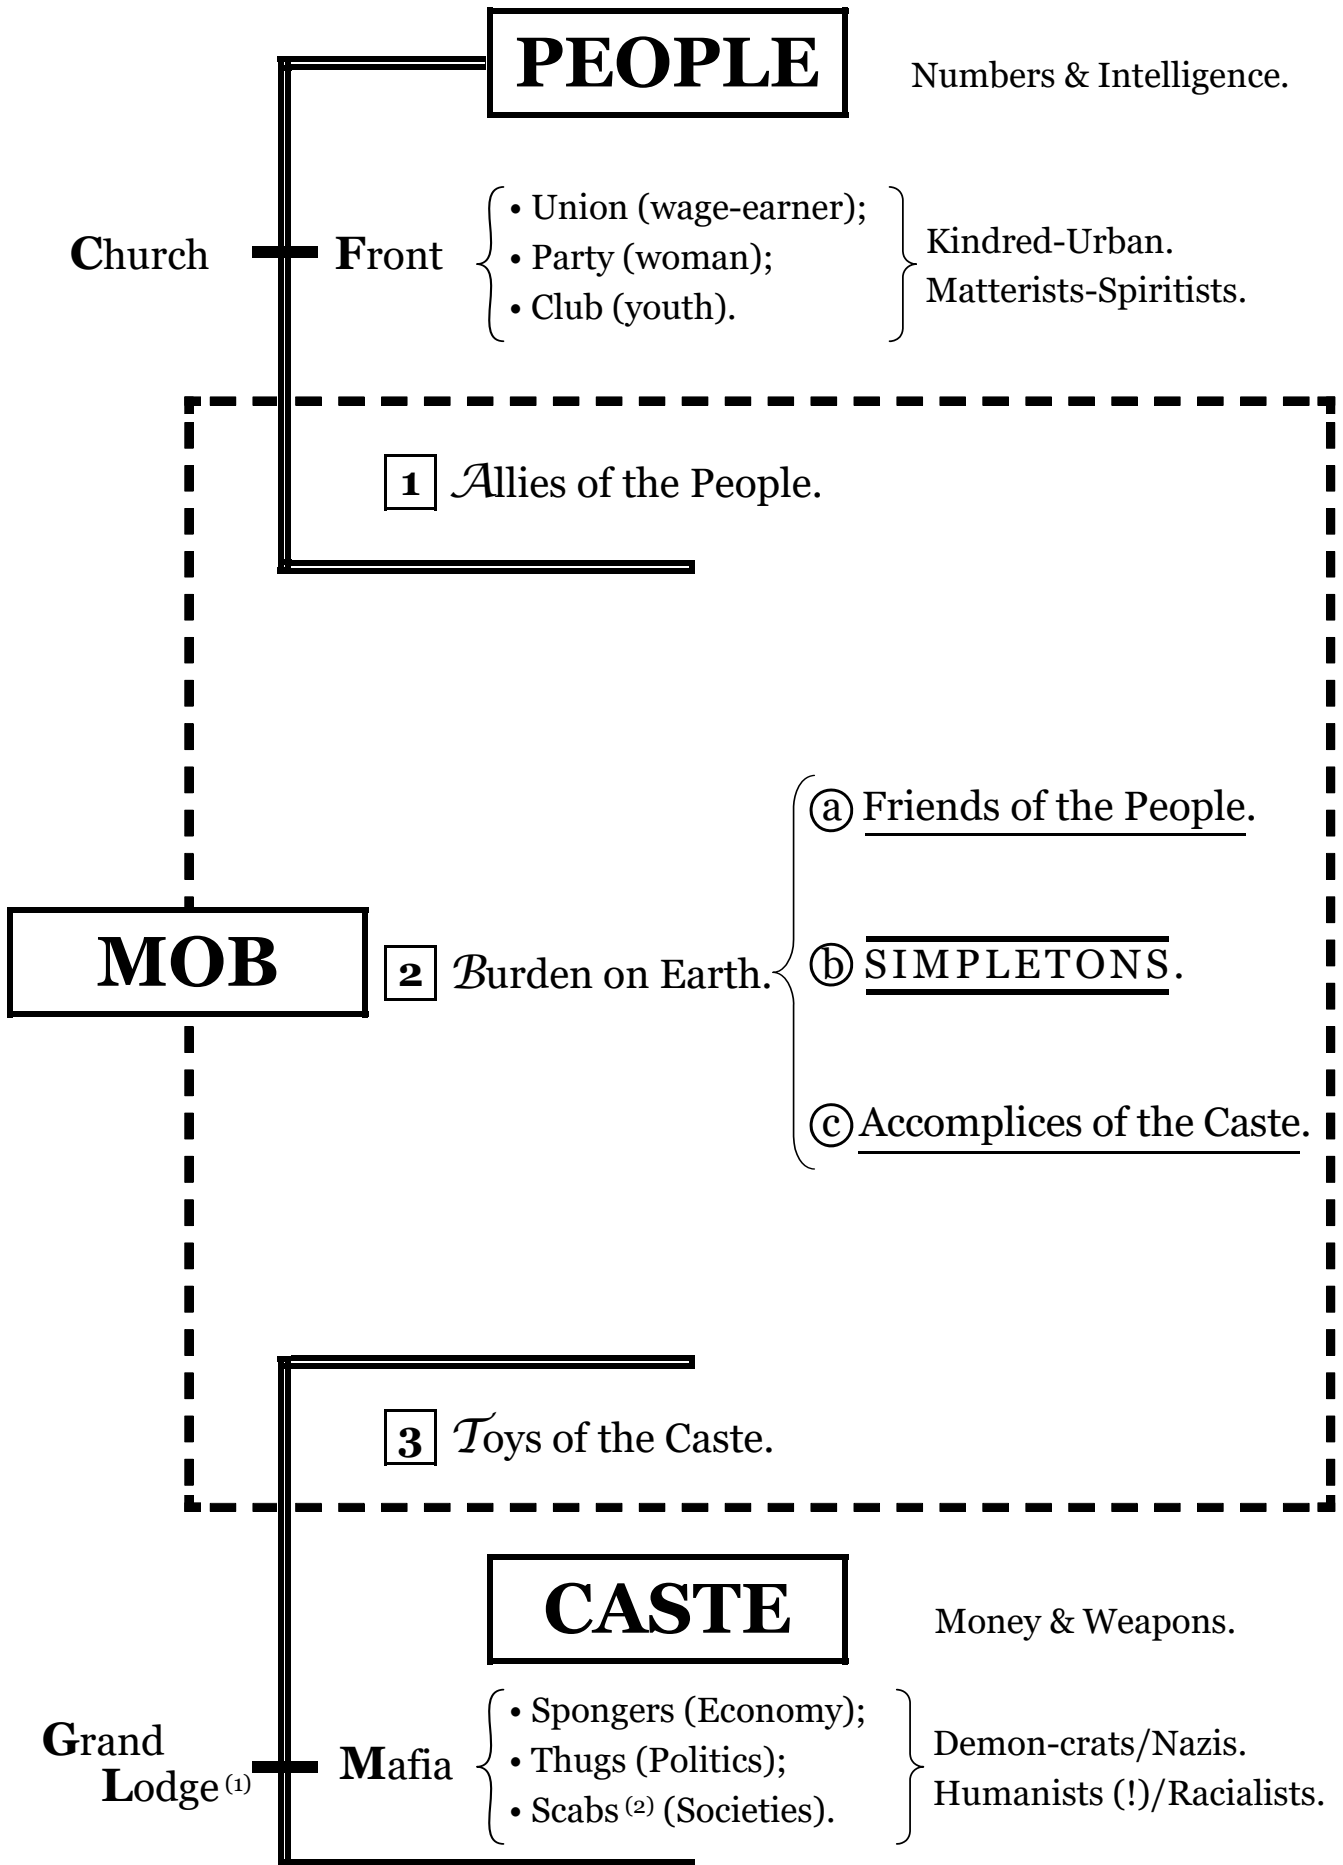 PEOPLE
Numbers & Intelligence.
Church
Front
• Union (wage-earner);
• Party (woman);
• Club (youth).
Kindred-Urban.
Matterists-Spiritists.
1 Allies of the People.
MOB
2 Burden on Earth.
a Friends of the People.
b SIMPLETONS.
c Accomplices of the Caste.
3 Toys of the Caste.
CASTE
Money & Weapons.
Grand
Lodge (1)
Mafia
• Spongers (Economy);
• Thugs (Politics);
• Scabs (2) (Societies).
Demon-crats/Nazis.
Humanists (!)/Racialists.